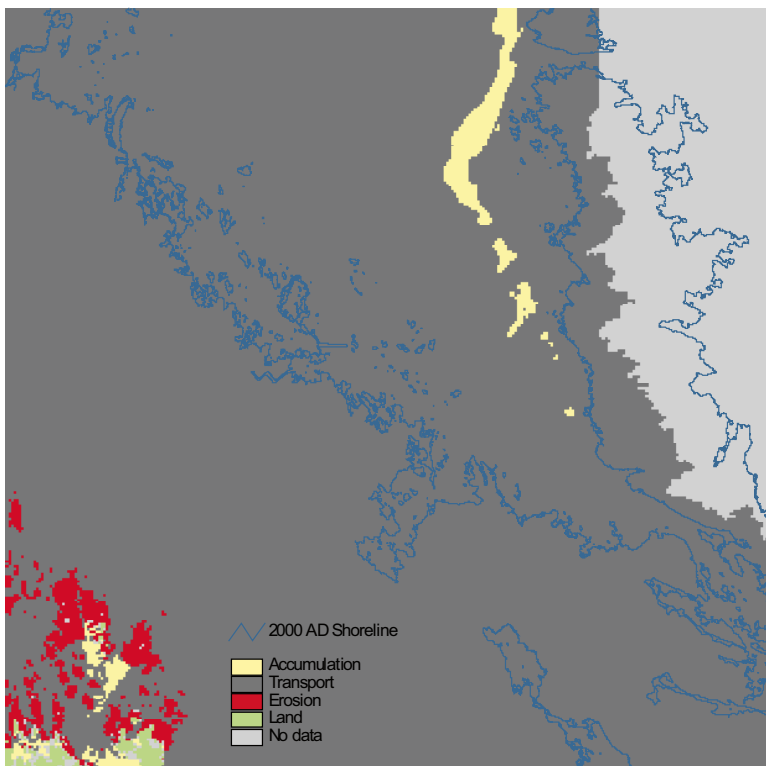 2000 AD Shoreline
Accumulation
Transport
Erosion
Land
No data